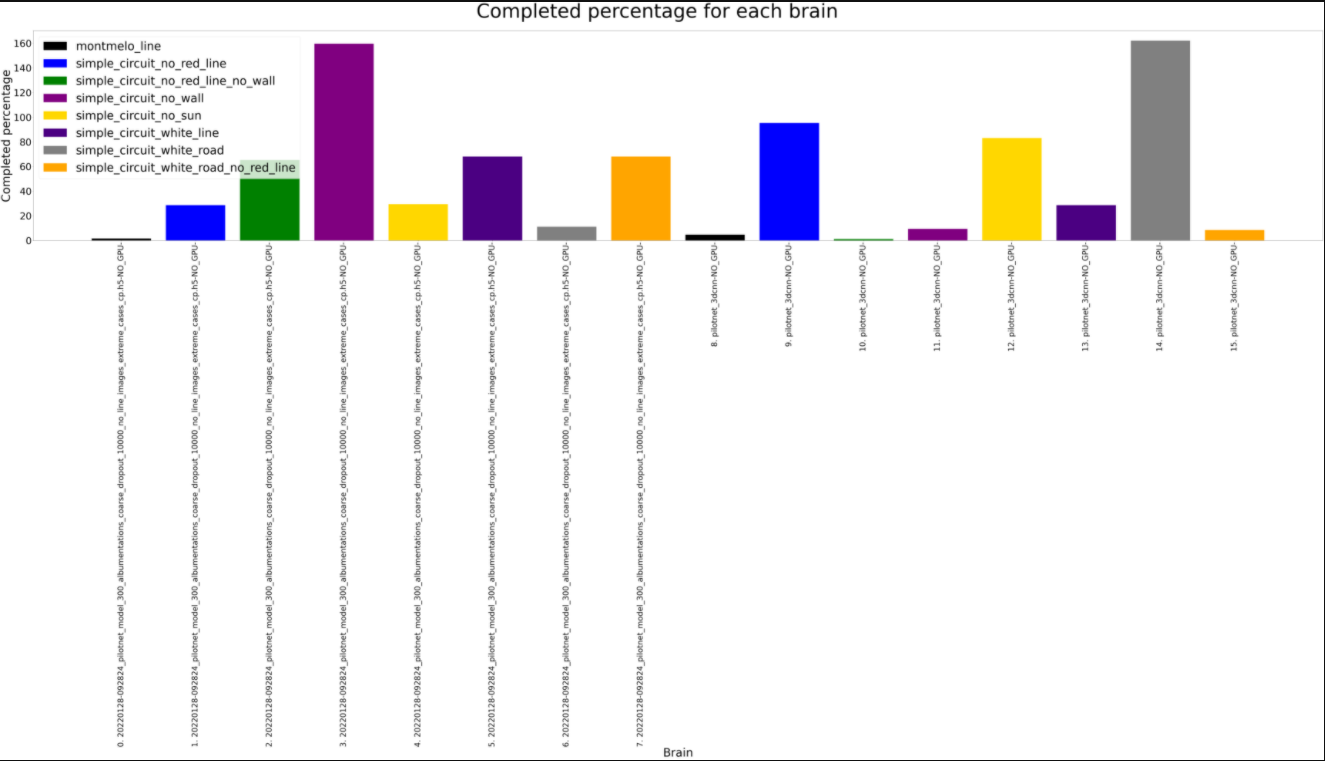 Completed percentage for each brain
Completed percentage
160
140
120
100
80
60
40
20
0
montmelo_line
simple_circuit_no_red_line
simple_circuit_no_red_line_no_wall
simple_circuit_no_wall
simple_circuit_no_sun
simple_circuit_white_line
simple_circuit_white_road
simple_circuit_white_road_no_red_line
0. 20220128-092824_pilotnet_model_300_albumentations_coarse_dropout_10000_no_line_images_extreme_cases_cp.h5-NO_GPU-
1. 20220128-092824_pilotnet_model_300_albumentations_coarse_dropout_10000_no_line_images_extreme_cases_cp.h5-NO_GPU-
2. 20220128-092824_pilotnet_model_300_albumentations_coarse_dropout_10000_no_line_images_extreme_cases_cp.h5-NO_GPU-
3. 20220128-092824_pilotnet_model_300_albumentations_coarse_dropout_10000_no_line_images_extreme_cases_cp.h5-NO_GPU-
4. 20220128-092824_pilotnet_model_300_albumentations_coarse_dropout_10000_no_line_images_extreme_cases_cp.h5-NO_GPU-
5. 20220128-092824_pilotnet_model_300_albumentations_coarse_dropout_10000_no_line_images_extreme_cases_cp.h5-NO_GPU-
6. 20220128-092824_pilotnet_model_300_albumentations_coarse_dropout_10000_no_line_images_extreme_cases_cp.h5-NO_GPU-
7. 20220128-092824_pilotnet_model_300_albumentations_coarse_dropout_10000_no_line_images_extreme_cases_cp.h5-NO_GPU-
8. pilotnet_3dcnn-NO_GPU-
9. pilotnet_3dcnn-NO_GPU-
10. pilotnet_3dcnn-NO_GPU-
11. pilotnet_3dcnn-NO_GPU-
12. pilotnet_3dcnn-NO_GPU-
13. pilotnet_3dcnn-NO_GPU-
14. pilotnet_3dcnn-NO_GPU-
15. pilotnet_3dcnn-NO_GPU-
Brain